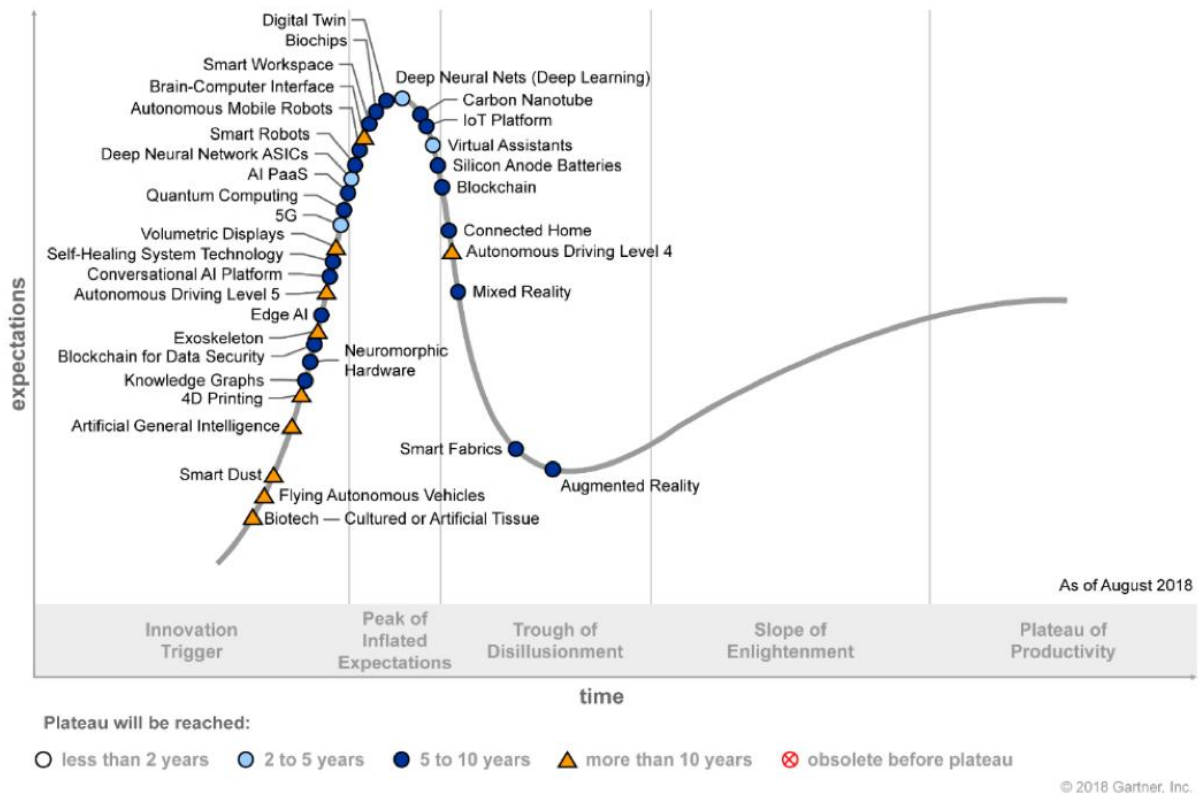 Digital Twin
Biochips
Smart Workspace
Brain-Computer Interface
Autonomous Mobile Robots
Smart Robots
Deep Neural Network ASICs
AI PaaS
Quantum Computing
5G
Volumetric Displays
Self-Healing System Technology
Conversational AI Platform
Autonomous Driving Level 5
Edge AI
Exoskeleton
Blockchain for Data Security
Neuromorphic
Hardware
Knowledge Graphs
4D Printing
Artificial General Intelligence
Smart Dust
Flying Autonomous Vehicles
Biotech — Cultured or Artificial Tissue
Deep Neural Nets (Deep Learning)
Carbon Nanotube
IoT Platform
Virtual Assistants
Silicon Anode Batteries
Blockchain
Connected Home
Autonomous Driving Level 4
Mixed Reality
Smart Fabrics
Augmented Reality
expectations
As of August 2018
Innovation
Trigger
Peak of
Inflated
Expectations
Trough of
Disillusionment
Slope of
Enlightenment
Plateau of
Productivity
time
Plateau will be reached:
less than 2 years
2 to 5 years
5 to 10 years
more than 10 years
obsolete before plateau
© 2018 Gartner, Inc.